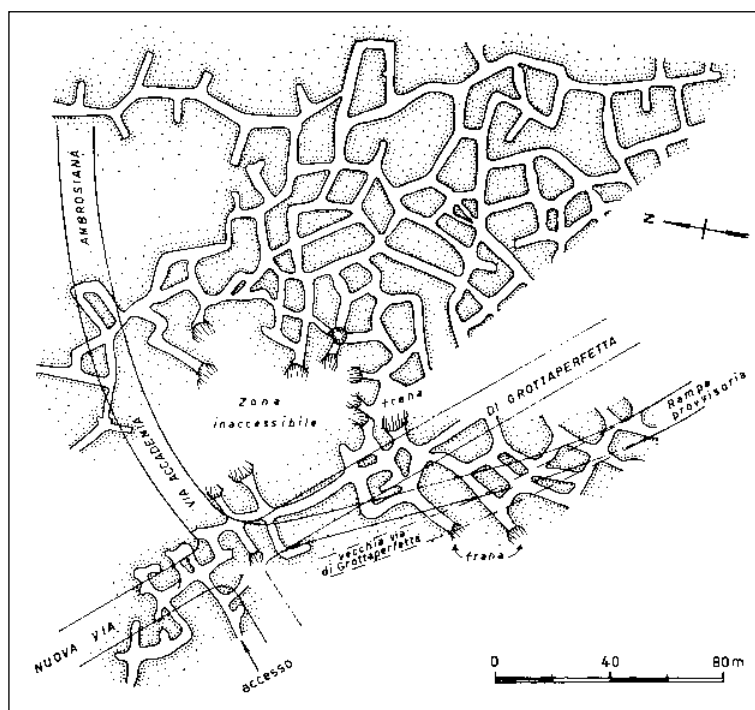 AMBROSIANA
N
Zona
inaccessibile
frana
DI GROTTAPERFETTA
Rampa
provvisoria
VIA ACCADEMIA
vecchia via
di Grottaperfetta
frana
NUOVA VIA
accesso
0 40 80 m